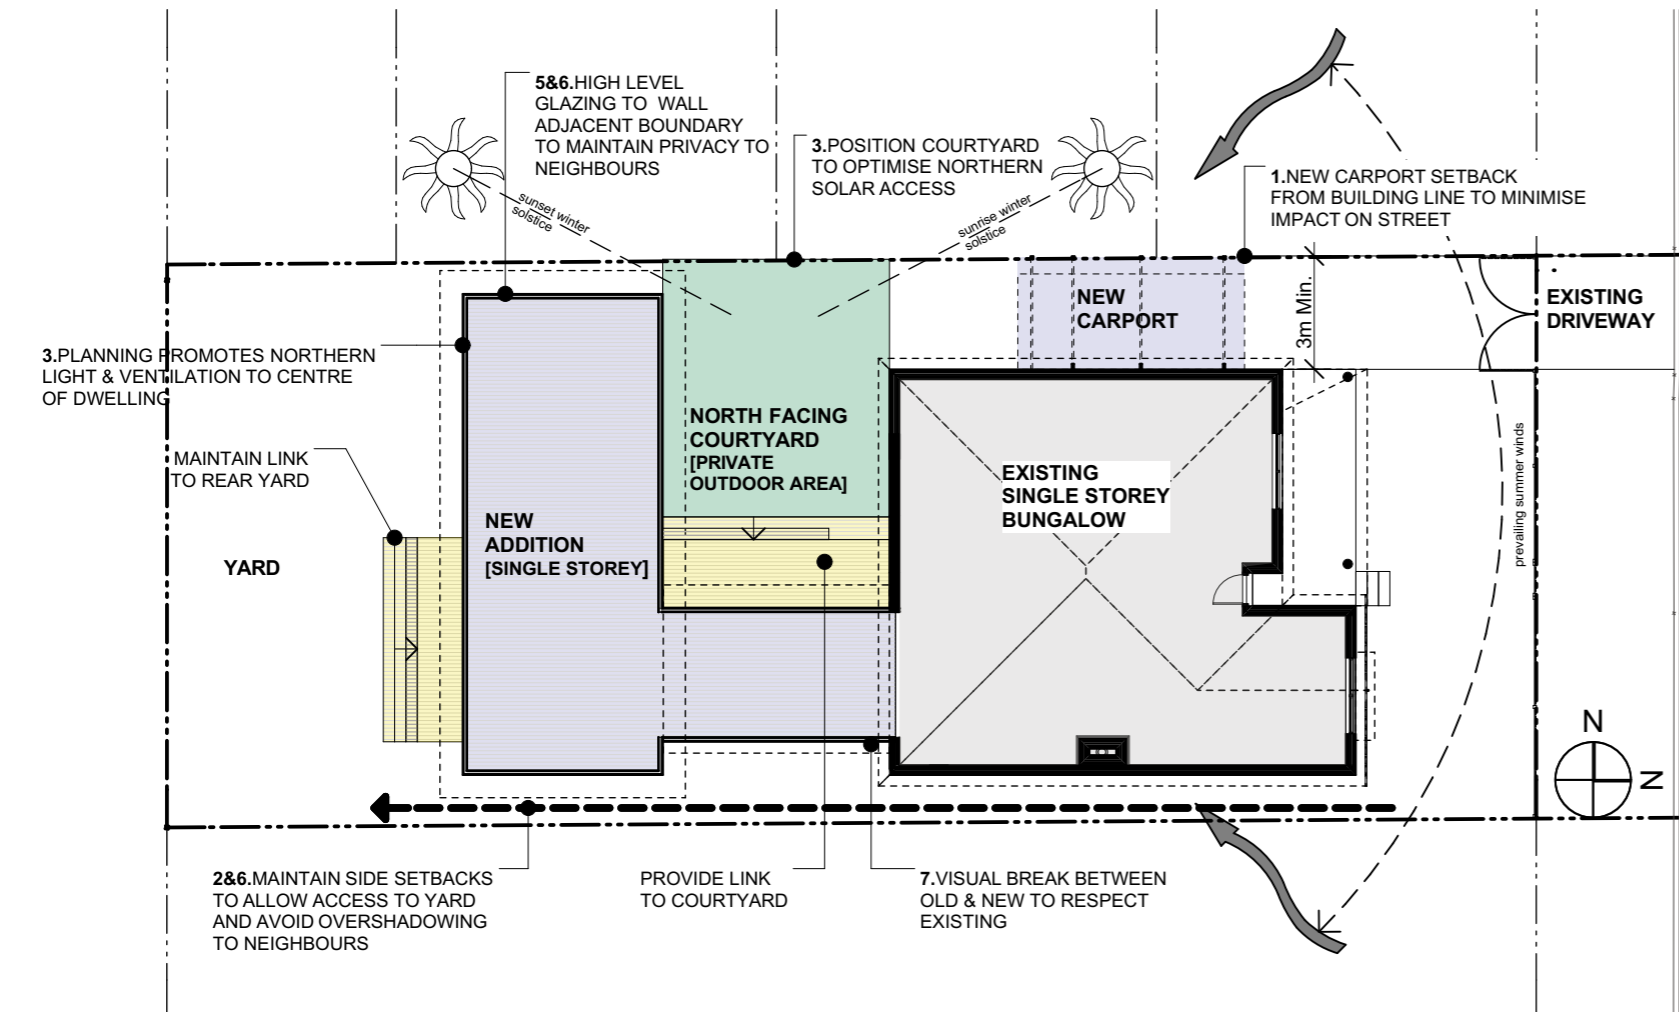 5&6.HIGH LEVEL
GLAZING TO WALL
ADJACENT BOUNDARY
TO MAINTAIN PRIVACY TO
NEIGHBOURS
3.POSITION COURTYARD
TO OPTIMISE NORTHERN
SOLAR ACCESS
1.NEW CARPORT SETBACK
FROM BUILDING LINE TO MINIMISE
IMPACT ON STREET
sunset winter
solstice
sunrise winter
solstice
NEW
CARPORT
3m Min.
EXISTING
DRIVEWAY
3.PLANNING PROMOTES NORTHERN
LIGHT & VENTILATION TO CENTRE
OF DWELLING
NORTH FACING
COURTYARD
[PRIVATE
OUTDOOR AREA]
MAINTAIN LINK
TO REAR YARD
EXISTING
SINGLE STOREY
BUNGALOW
prevailing summer winds
NEW
ADDITION
[SINGLE STOREY]
YARD
N
N
2&6.MAINTAIN SIDE SETBACKS
TO ALLOW ACCESS TO YARD
AND AVOID OVERSHADOWING
TO NEIGHBOURS
PROVIDE LINK
TO COURTYARD
7.VISUAL BREAK BETWEEN
OLD & NEW TO RESPECT
EXISTING